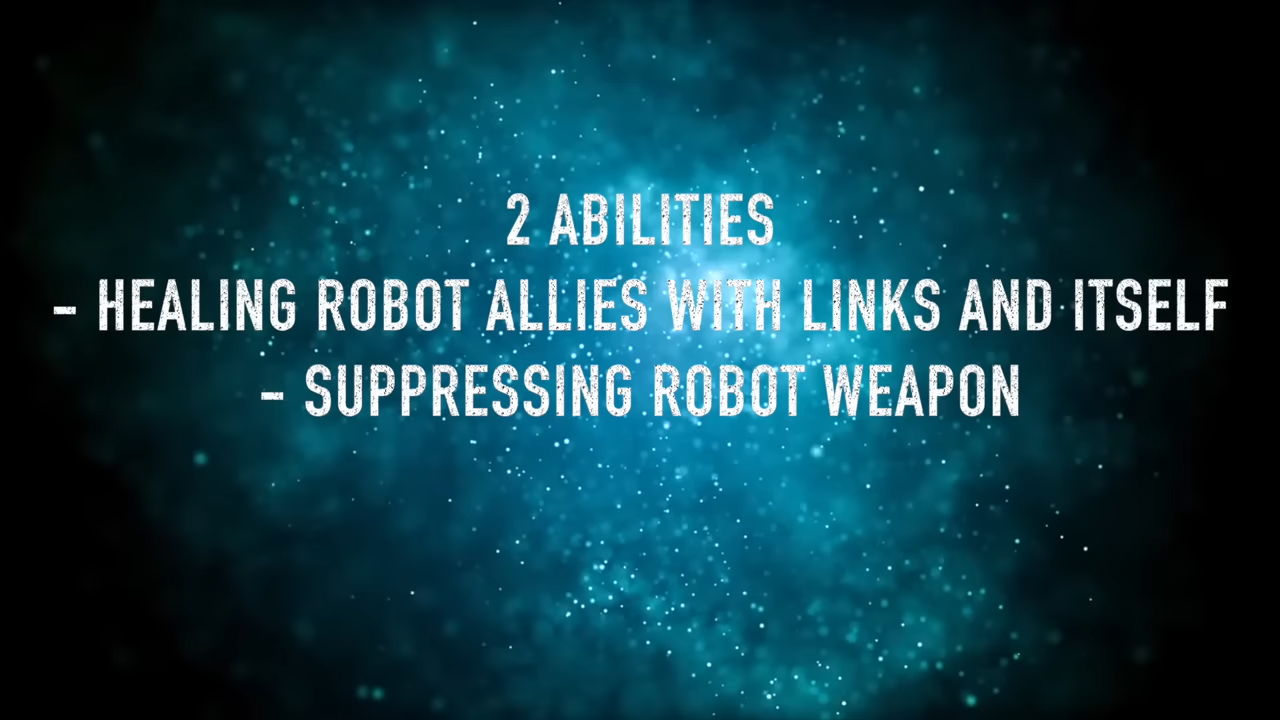 2 ABILITIES
- HEALING ROBOT ALLIES WITH LINKS AND ITSELF
- SUPPRESSING ROBOT WEAPON